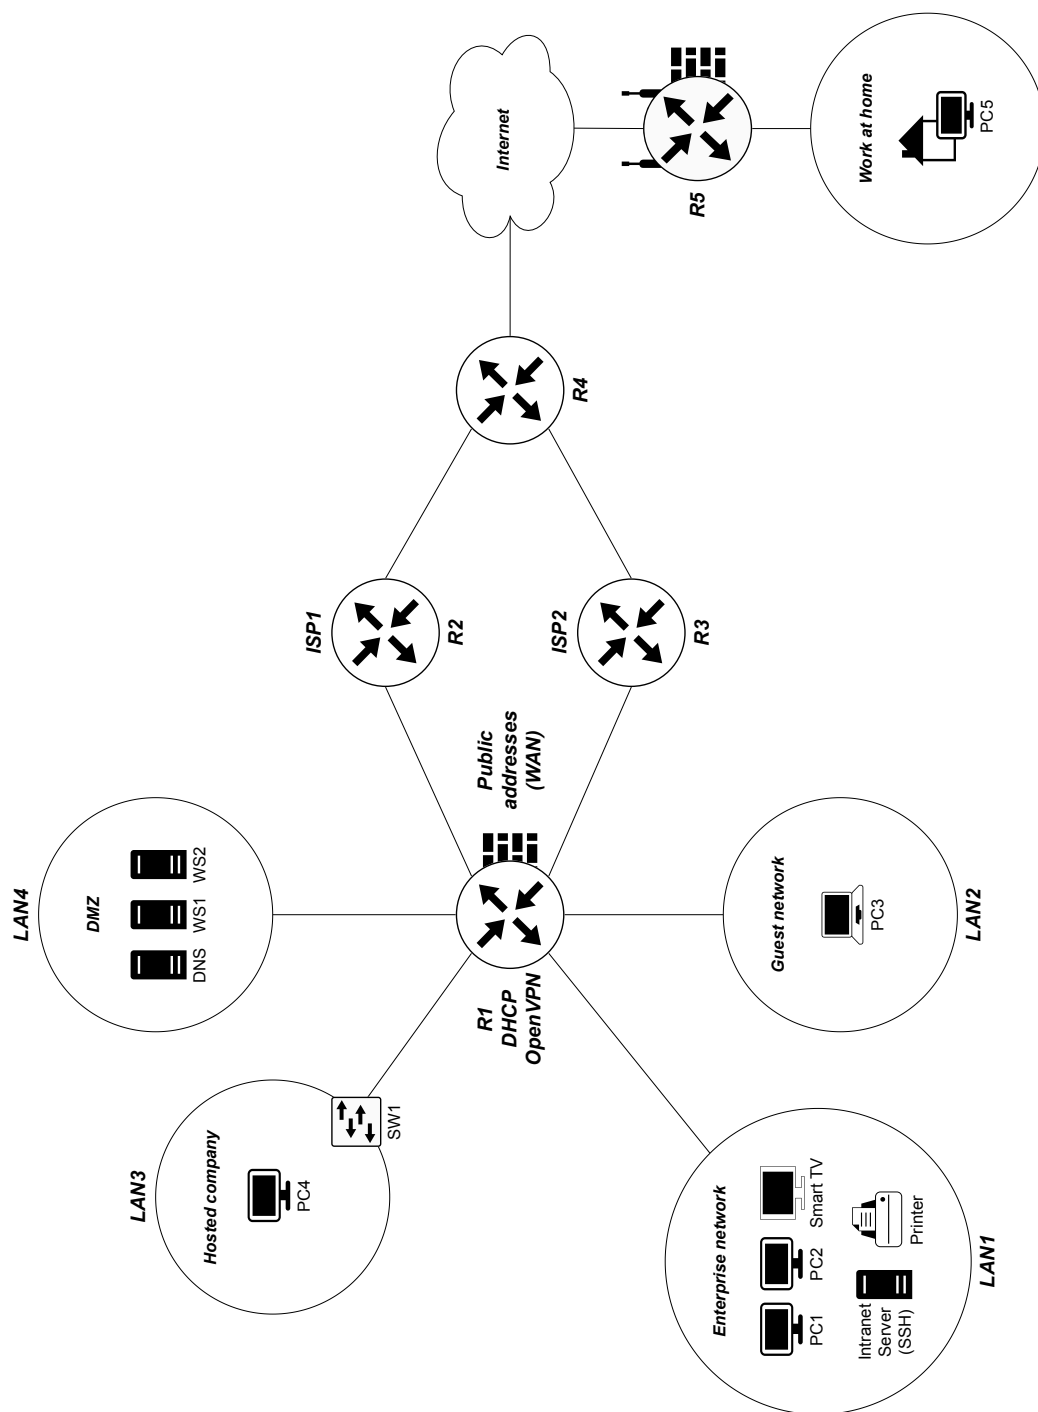 LAN4
DMZ
DNS
WS1
WS2
LAN3
Hosted company
PC4
SW1
R1
DHCP
OpenVPN
Public
addresses
(WAN)
ISP1
R2
ISP2
R3
R4
Internet
R5
Work at home
PC5
Enterprise network
PC1
PC2
Smart TV
Intranet
Server
(SSH)
Printer
LAN1
Guest network
PC3
LAN2